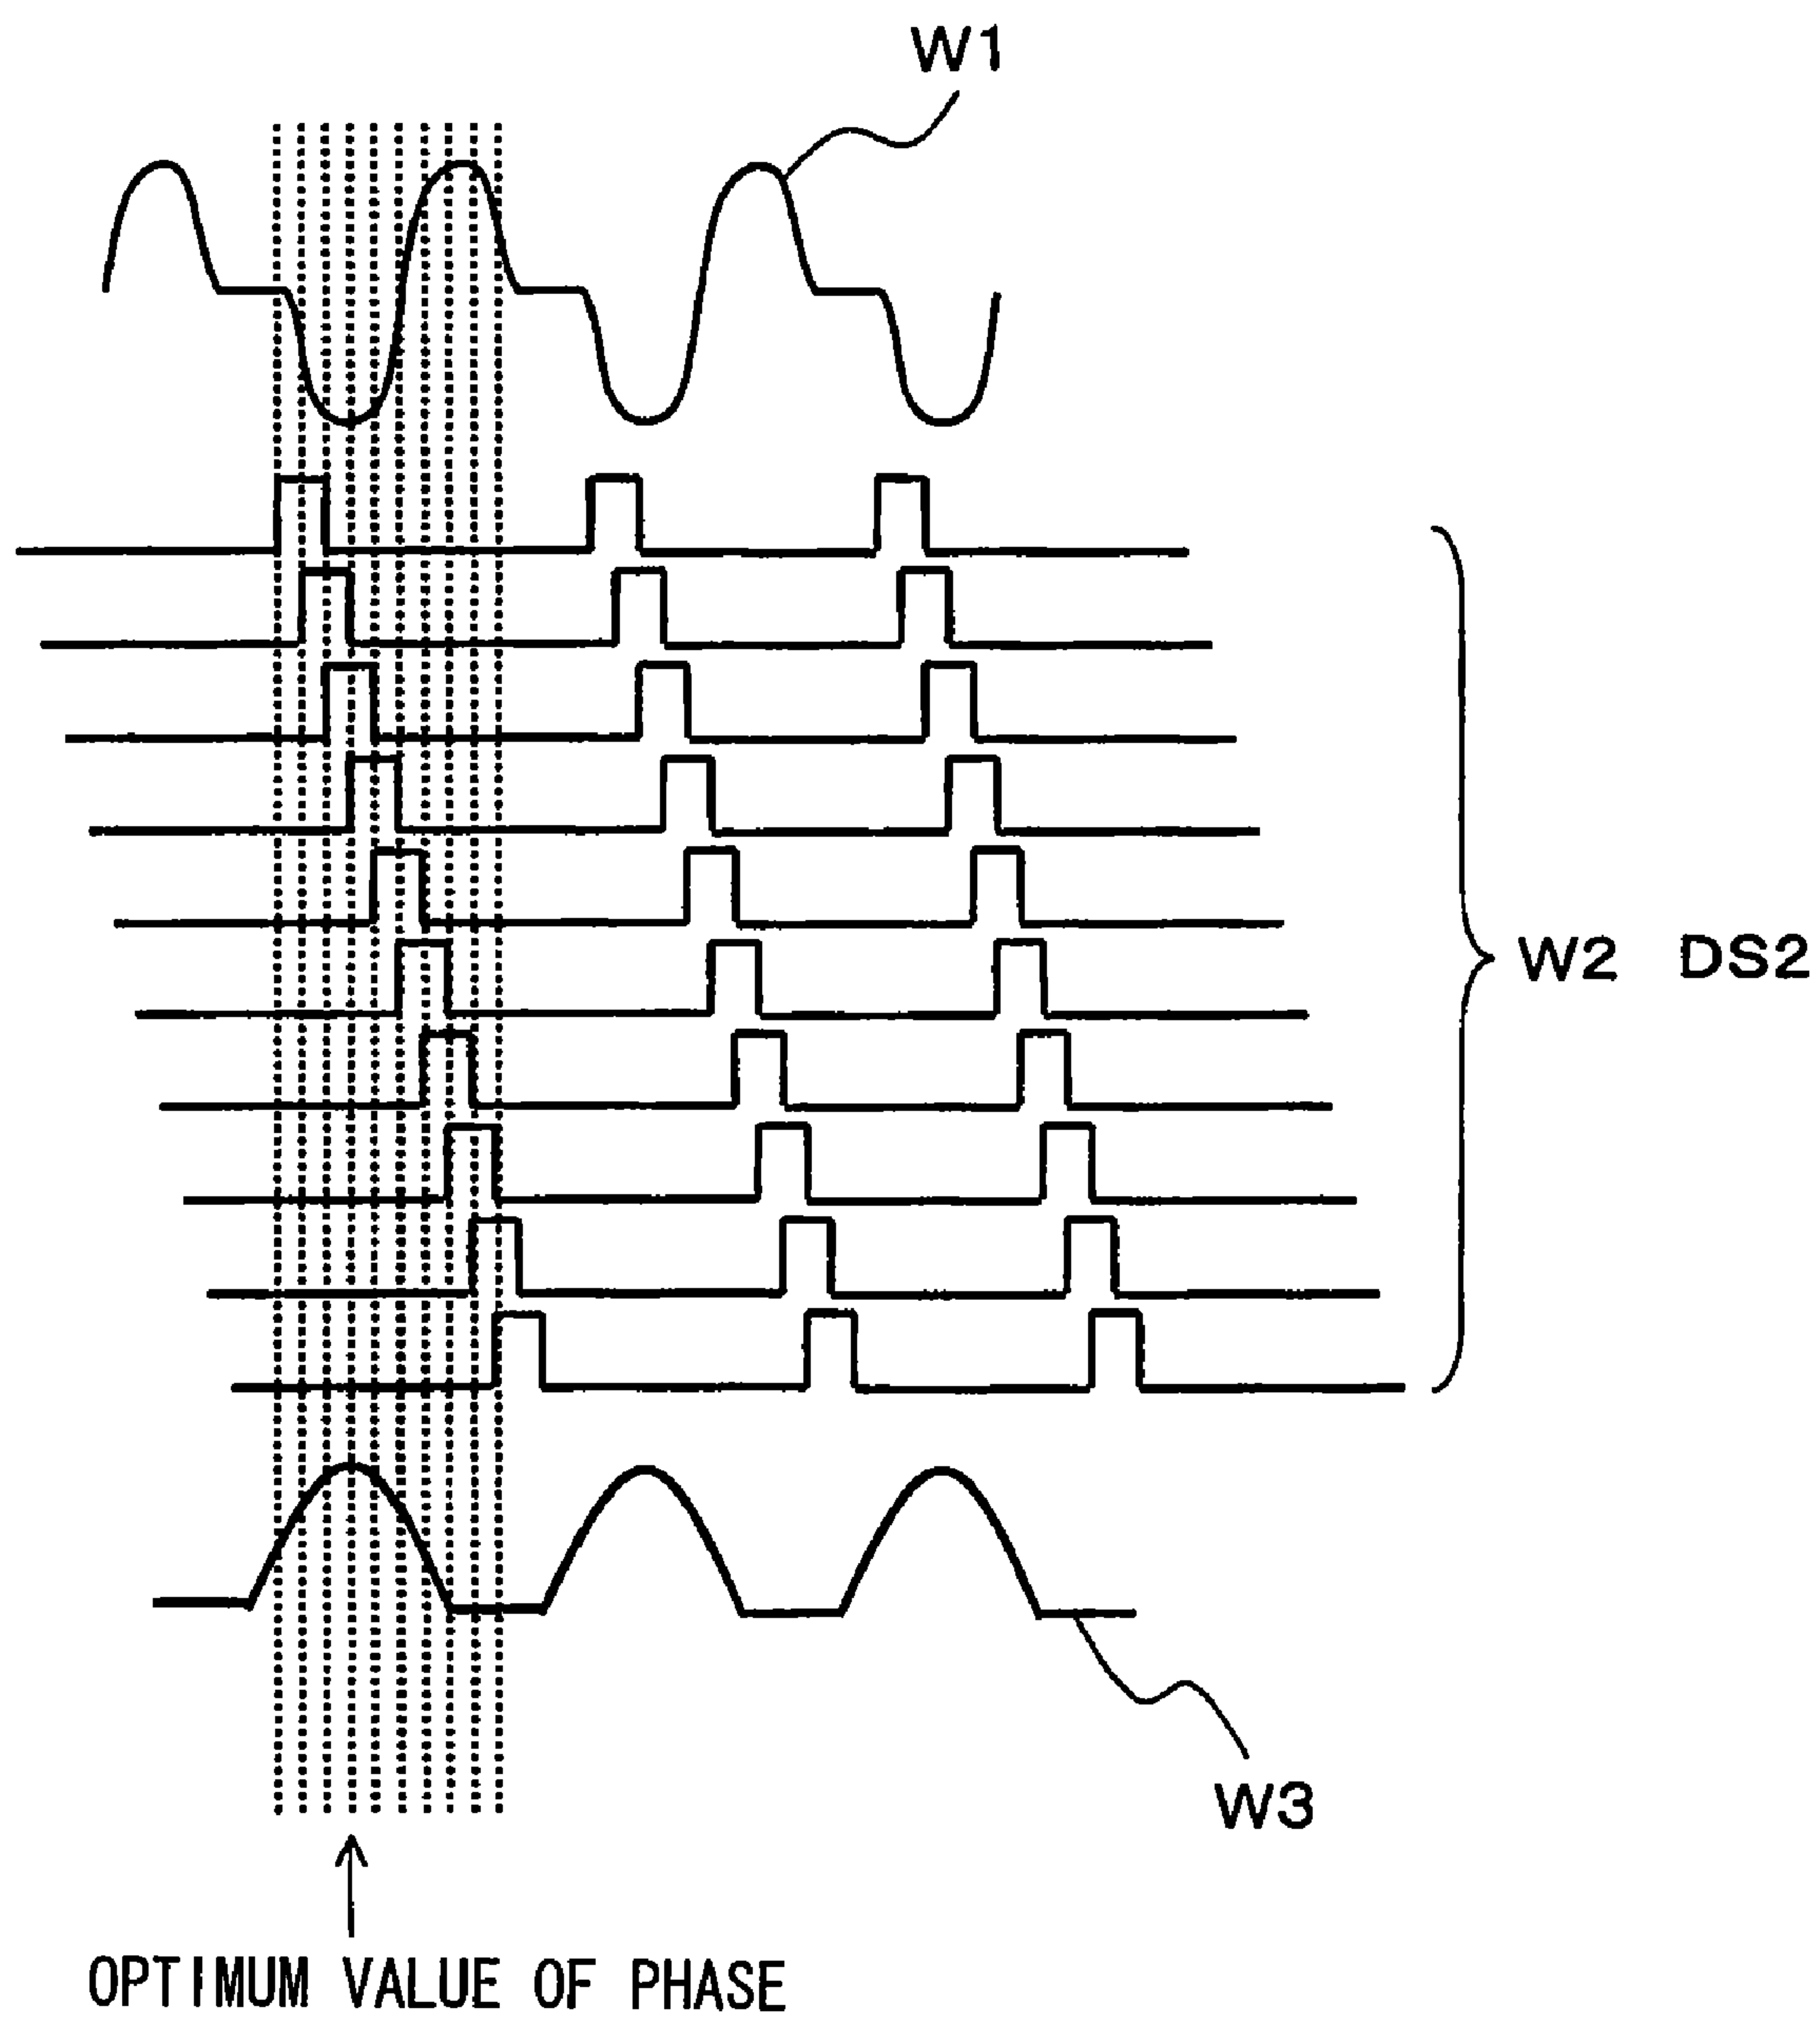 W1
W2 DS2
W3
OPTIMUM VALUE OF PHASE